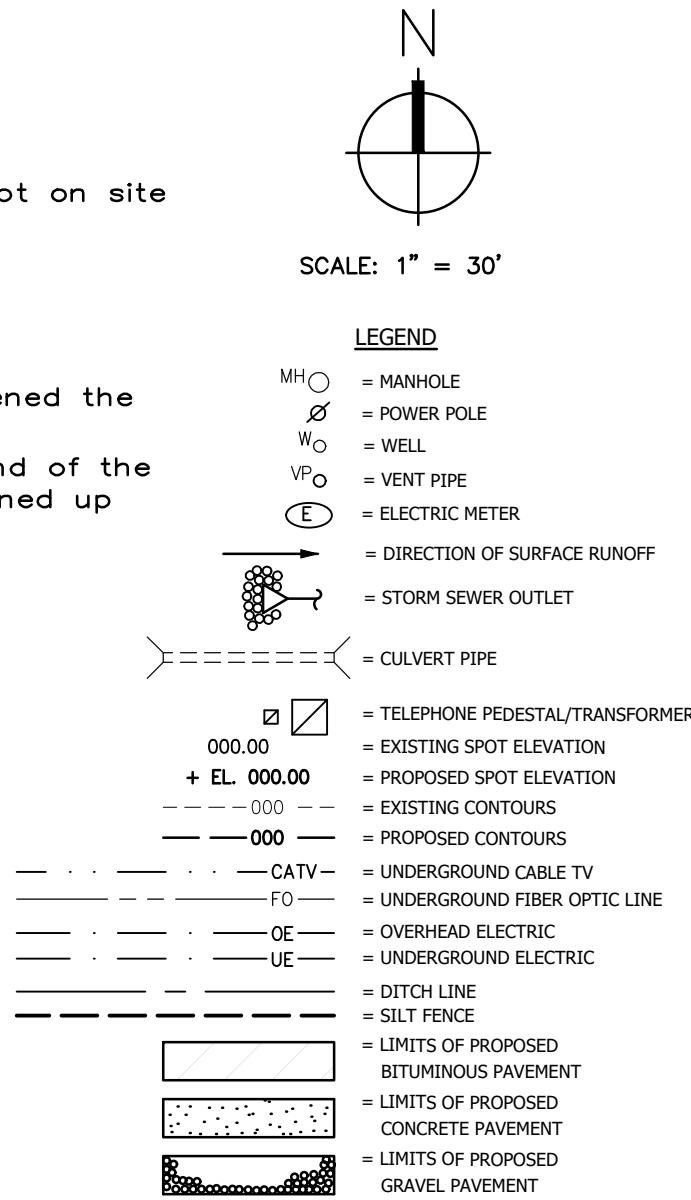 N
ot on site
SCALE: 1" = 30'
ened the
nd of the
ned up
LEGEND
MH = MANHOLE
= POWER POLE
W = WELL
VP = VENT PIPE
E = ELECTRIC METER
= DIRECTION OF SURFACE RUNOFF
= STORM SEWER OUTLET
= CULVERT PIPE
= TELEPHONE PEDESTAL/TRANSFORMER
000.00 = EXISTING SPOT ELEVATION
+ EL. 000.00 = PROPOSED SPOT ELEVATION
000 = EXISTING CONTOURS
000 = PROPOSED CONTOURS
CATV = UNDERGROUND CABLE TV
FO = UNDERGROUND FIBER OPTIC LINE
OE = OVERHEAD ELECTRIC
UE = UNDERGROUND ELECTRIC
= DITCH LINE
= SILT FENCE
= LIMITS OF PROPOSED
BITUMINOUS PAVEMENT
= LIMITS OF PROPOSED
CONCRETE PAVEMENT
= LIMITS OF PROPOSED
GRAVEL PAVEMENT